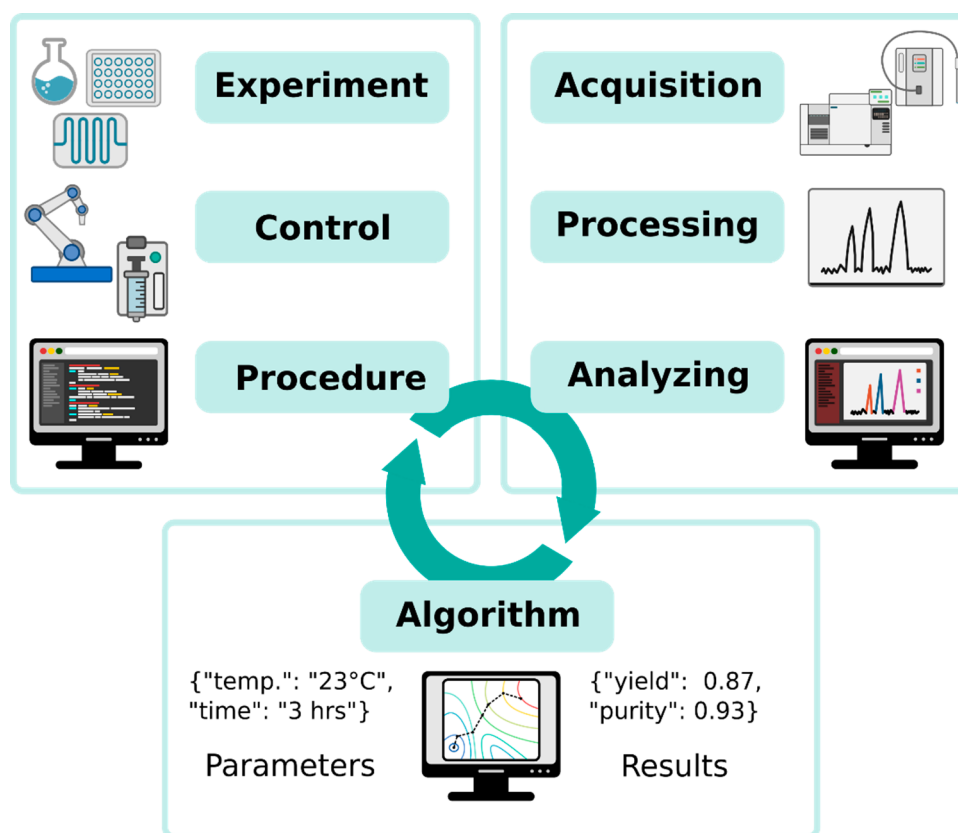 Experiment
Control
Procedure
Acquisition
Processing
Analyzing
Algorithm
{"temp.": "23°C",
"time": "3 hrs"}
Parameters
{"yield":  0.87,
"purity": 0.93}
Results